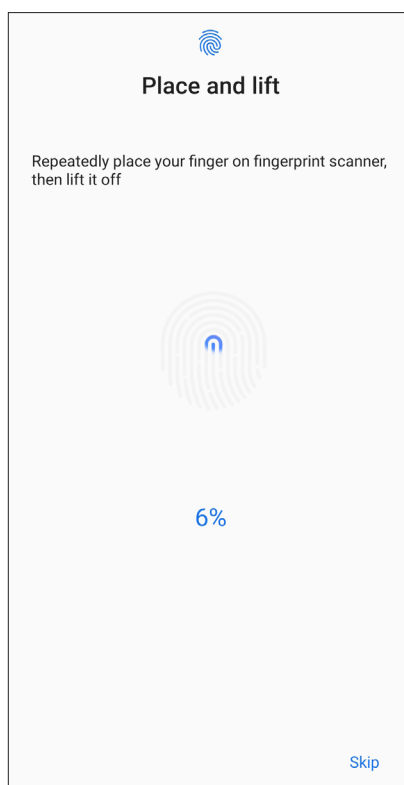 Place and lift
Repeatedly place your finger on fingerprint scanner,
then lift it off
6%
Skip